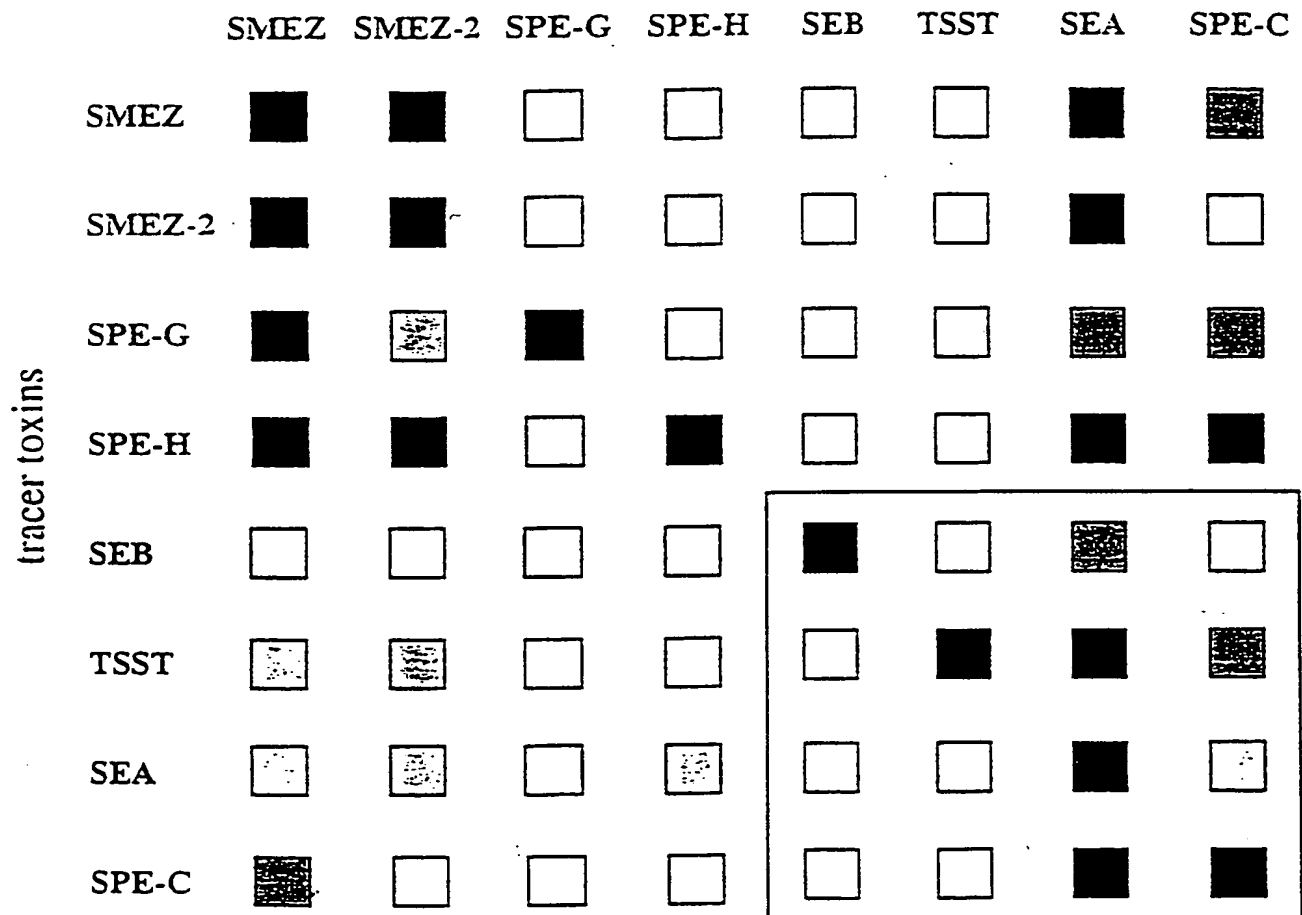 SMEZ SMEZ-2 SPE-G SPE-H SEB TSST SEA SPE-C
tracer toxins
SMEZ
SMEZ-2
SPE-G
SPE-H
SEB
TSST
SEA
SPE-C